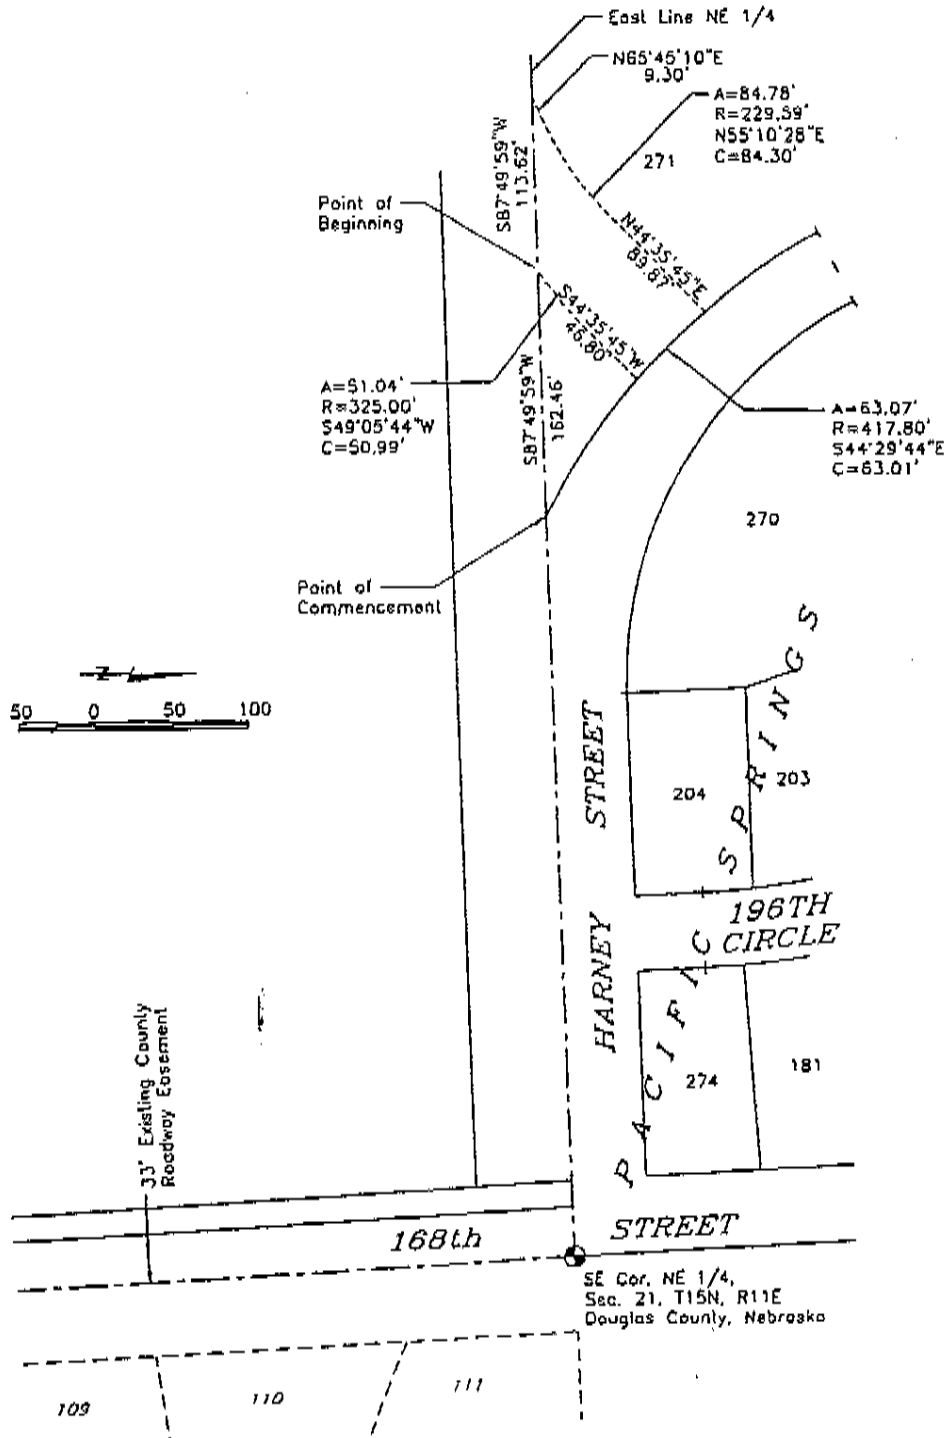 East Line NE 1/4
N65°45'10"E
9.30'
A=84.78'
R=229.59'
N55°10'28"E
C=84.30'
271
S87°49'59"W
113.62'
Point of
Beginning
N44°35'45"E
89.87'
S44°35'45"W
46.80'
A=51.04'
R=325.00'
S49°05'44"W
C=50.99'
S87°49'59"W
162.46'
A=63.07'
R=417.80'
S44°29'44"E
C=63.01'
270
Point of
Commencement
N
50 0 50 100
HARNEY STREET
204
203
PACIFIC SPRINGS
196TH
CIRCLE
274
181
33' Existing County
Roadway Easement
168th STREET
SE Cor. NE 1/4,
Sec. 21, T15N, R11E
Douglas County, Nebraska
109
110
111